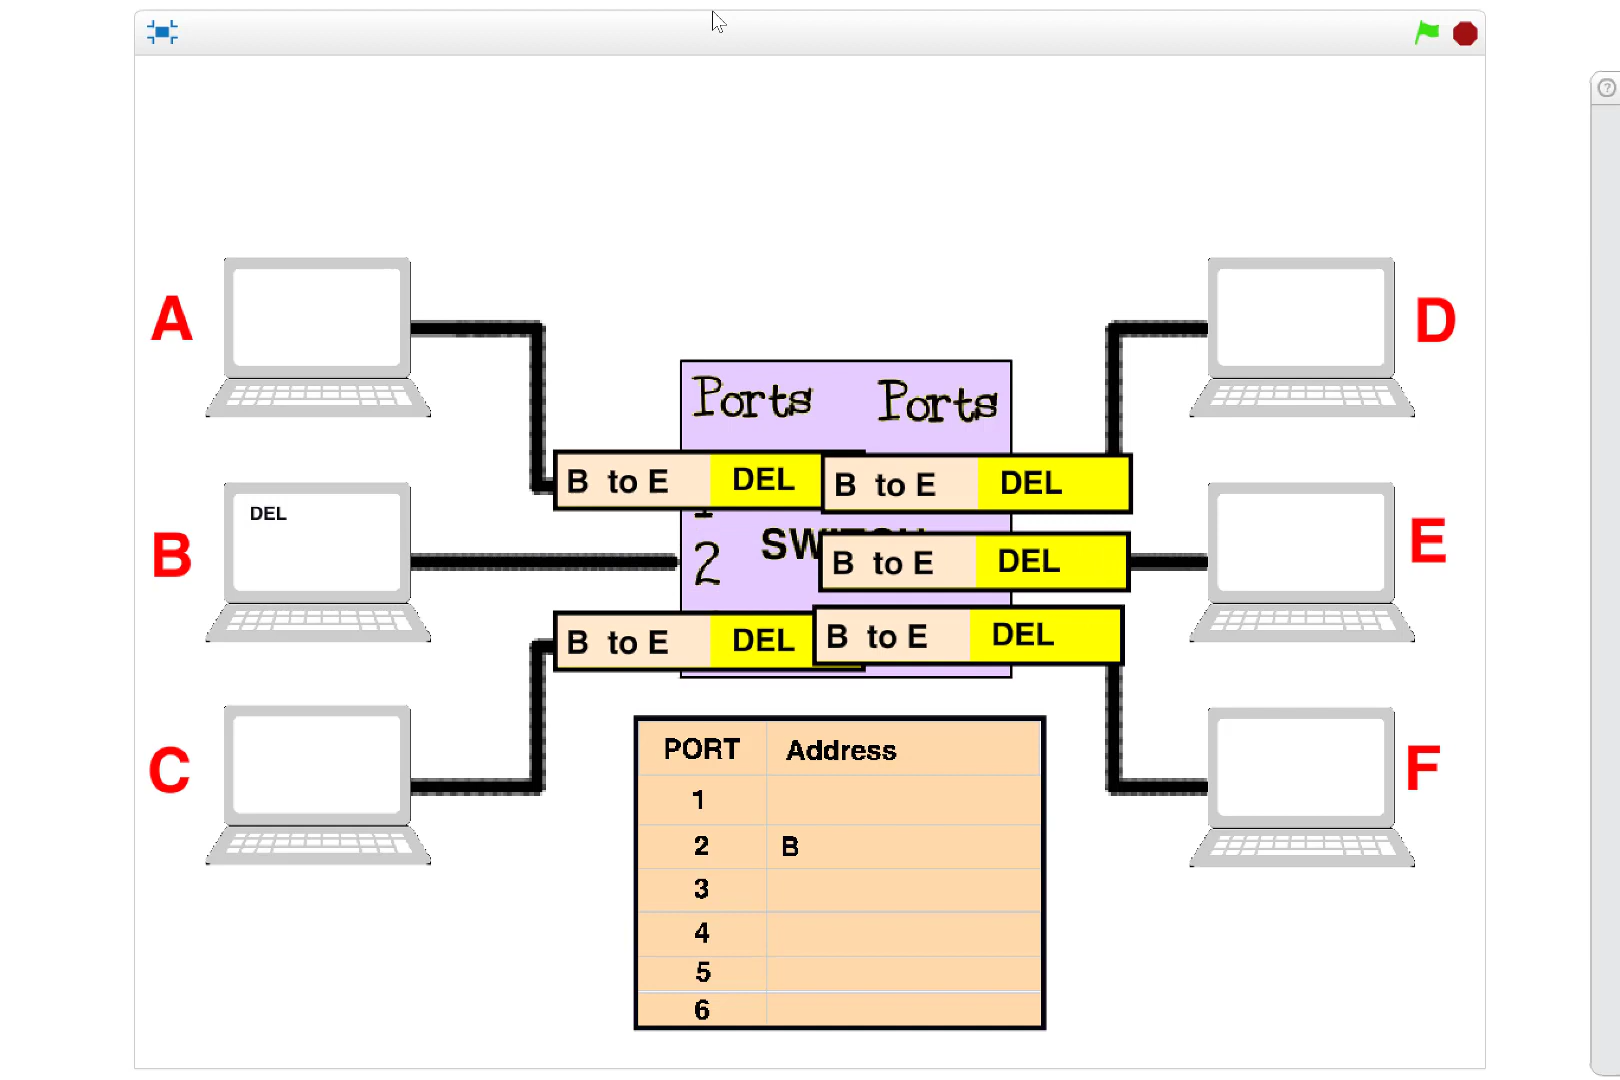 A
D
Ports Ports
B to E DEL
B to E DEL
DEL
B
2
SWITCH
B to E DEL
E
B to E DEL
B to E DEL
C
F
PORT Address
1
2 B
3
4
5
6